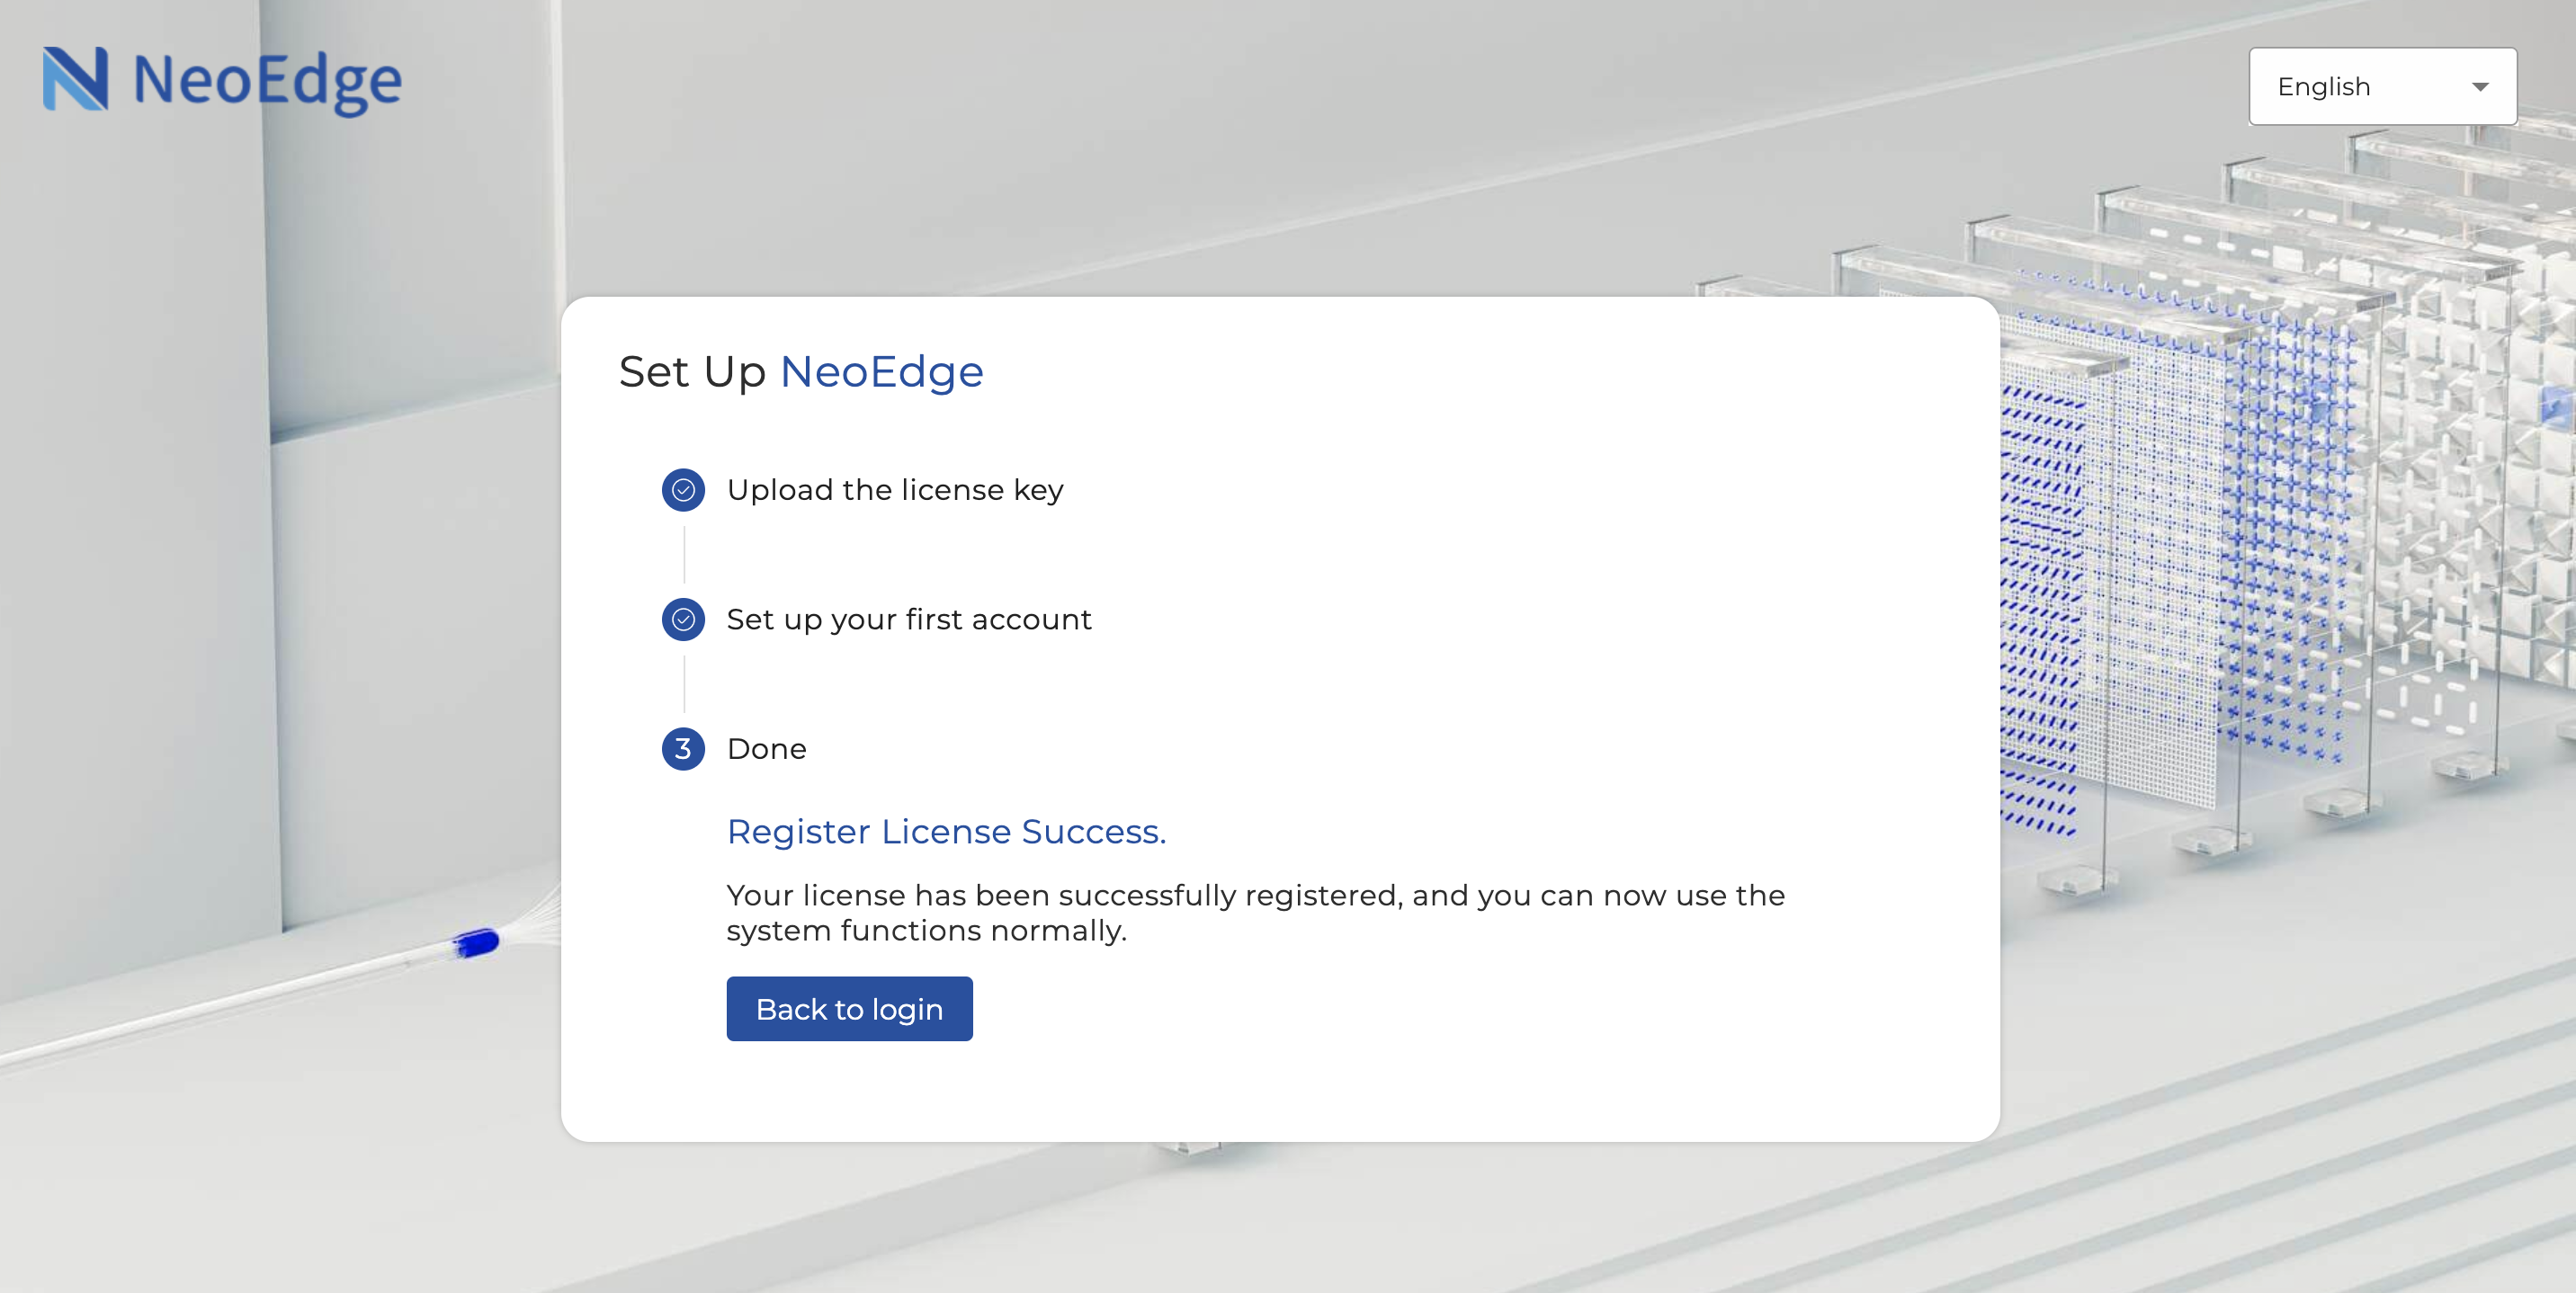 NeoEdge
English
Set Up NeoEdge
Upload the license key
Set up your first account
3 Done
Register License Success.
Your license has been successfully registered, and you can now use the
system functions normally.
Back to login